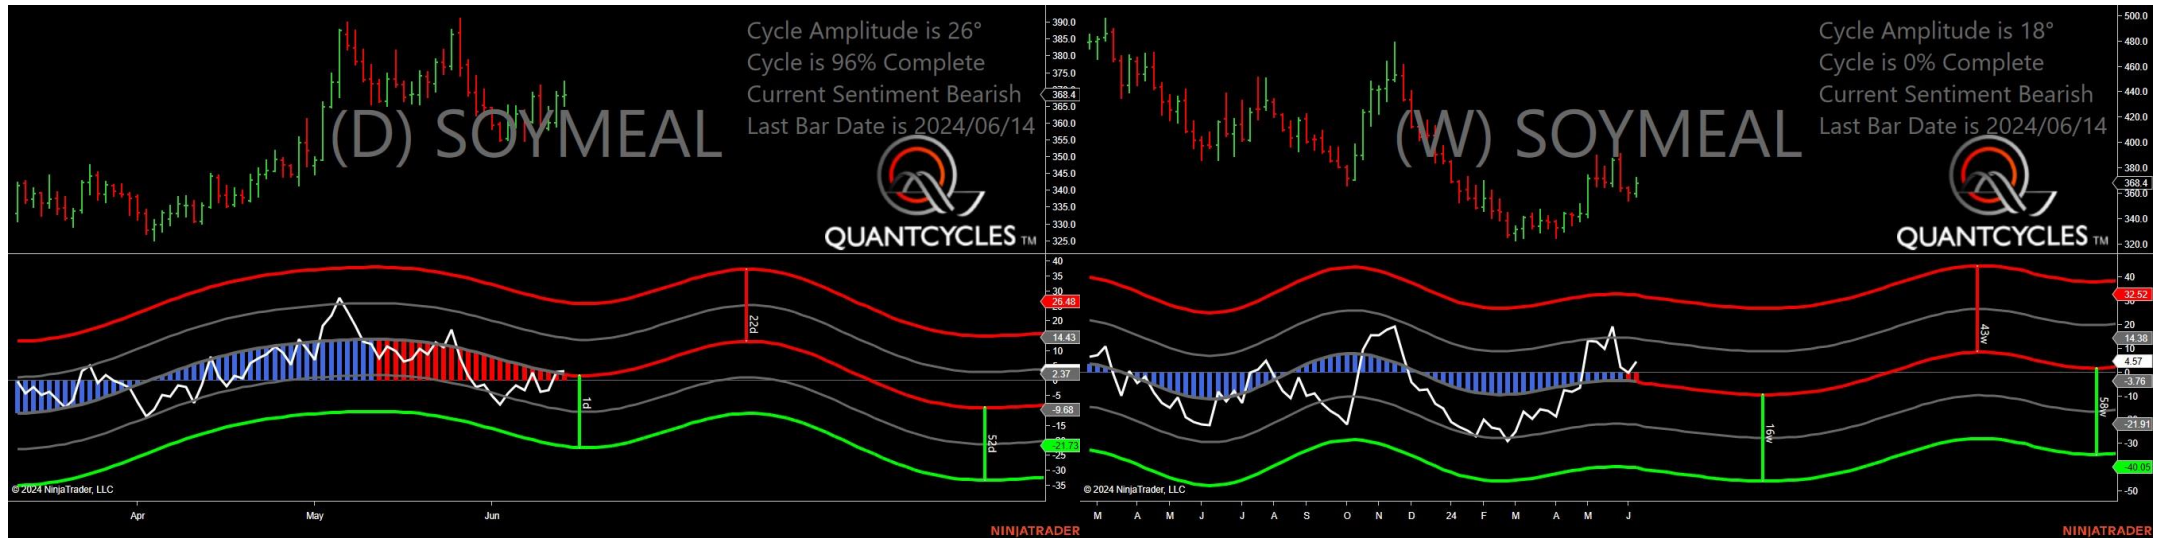 Cycle Amplitude is 26°
Cycle is 96% Complete
Current Sentiment Bearish
Last Bar Date is 2024/06/14
(D) SOYMEAL
QUANTCYCLES TM
390.0
385.0
380.0
375.0
368.4
365.0
360.0
355.0
350.0
345.0
340.0
335.0
330.0
325.0
40
35
30
26.48
20
14.43
10
2.37
-5
-9.68
-15
-21.73
-25
-30
-35
22d
1d
52d
© 2024 NinjaTrader, LLC
Apr
May
Jun
NINJATRADER
Cycle Amplitude is 18°
Cycle is 0% Complete
Current Sentiment Bearish
Last Bar Date is 2024/06/14
(W) SOYMEAL
QUANTCYCLES TM
500.0
480.0
460.0
440.0
420.0
400.0
380.0
368.4
360.0
340.0
320.0
40
32.52
20
14.38
10
4.57
0
-3.76
-10
-21.91
-30
-40.05
-50
43w
16w
58w
© 2024 NinjaTrader, LLC
M A M J J A S O N D 24 F M A M J
NINJATRADER